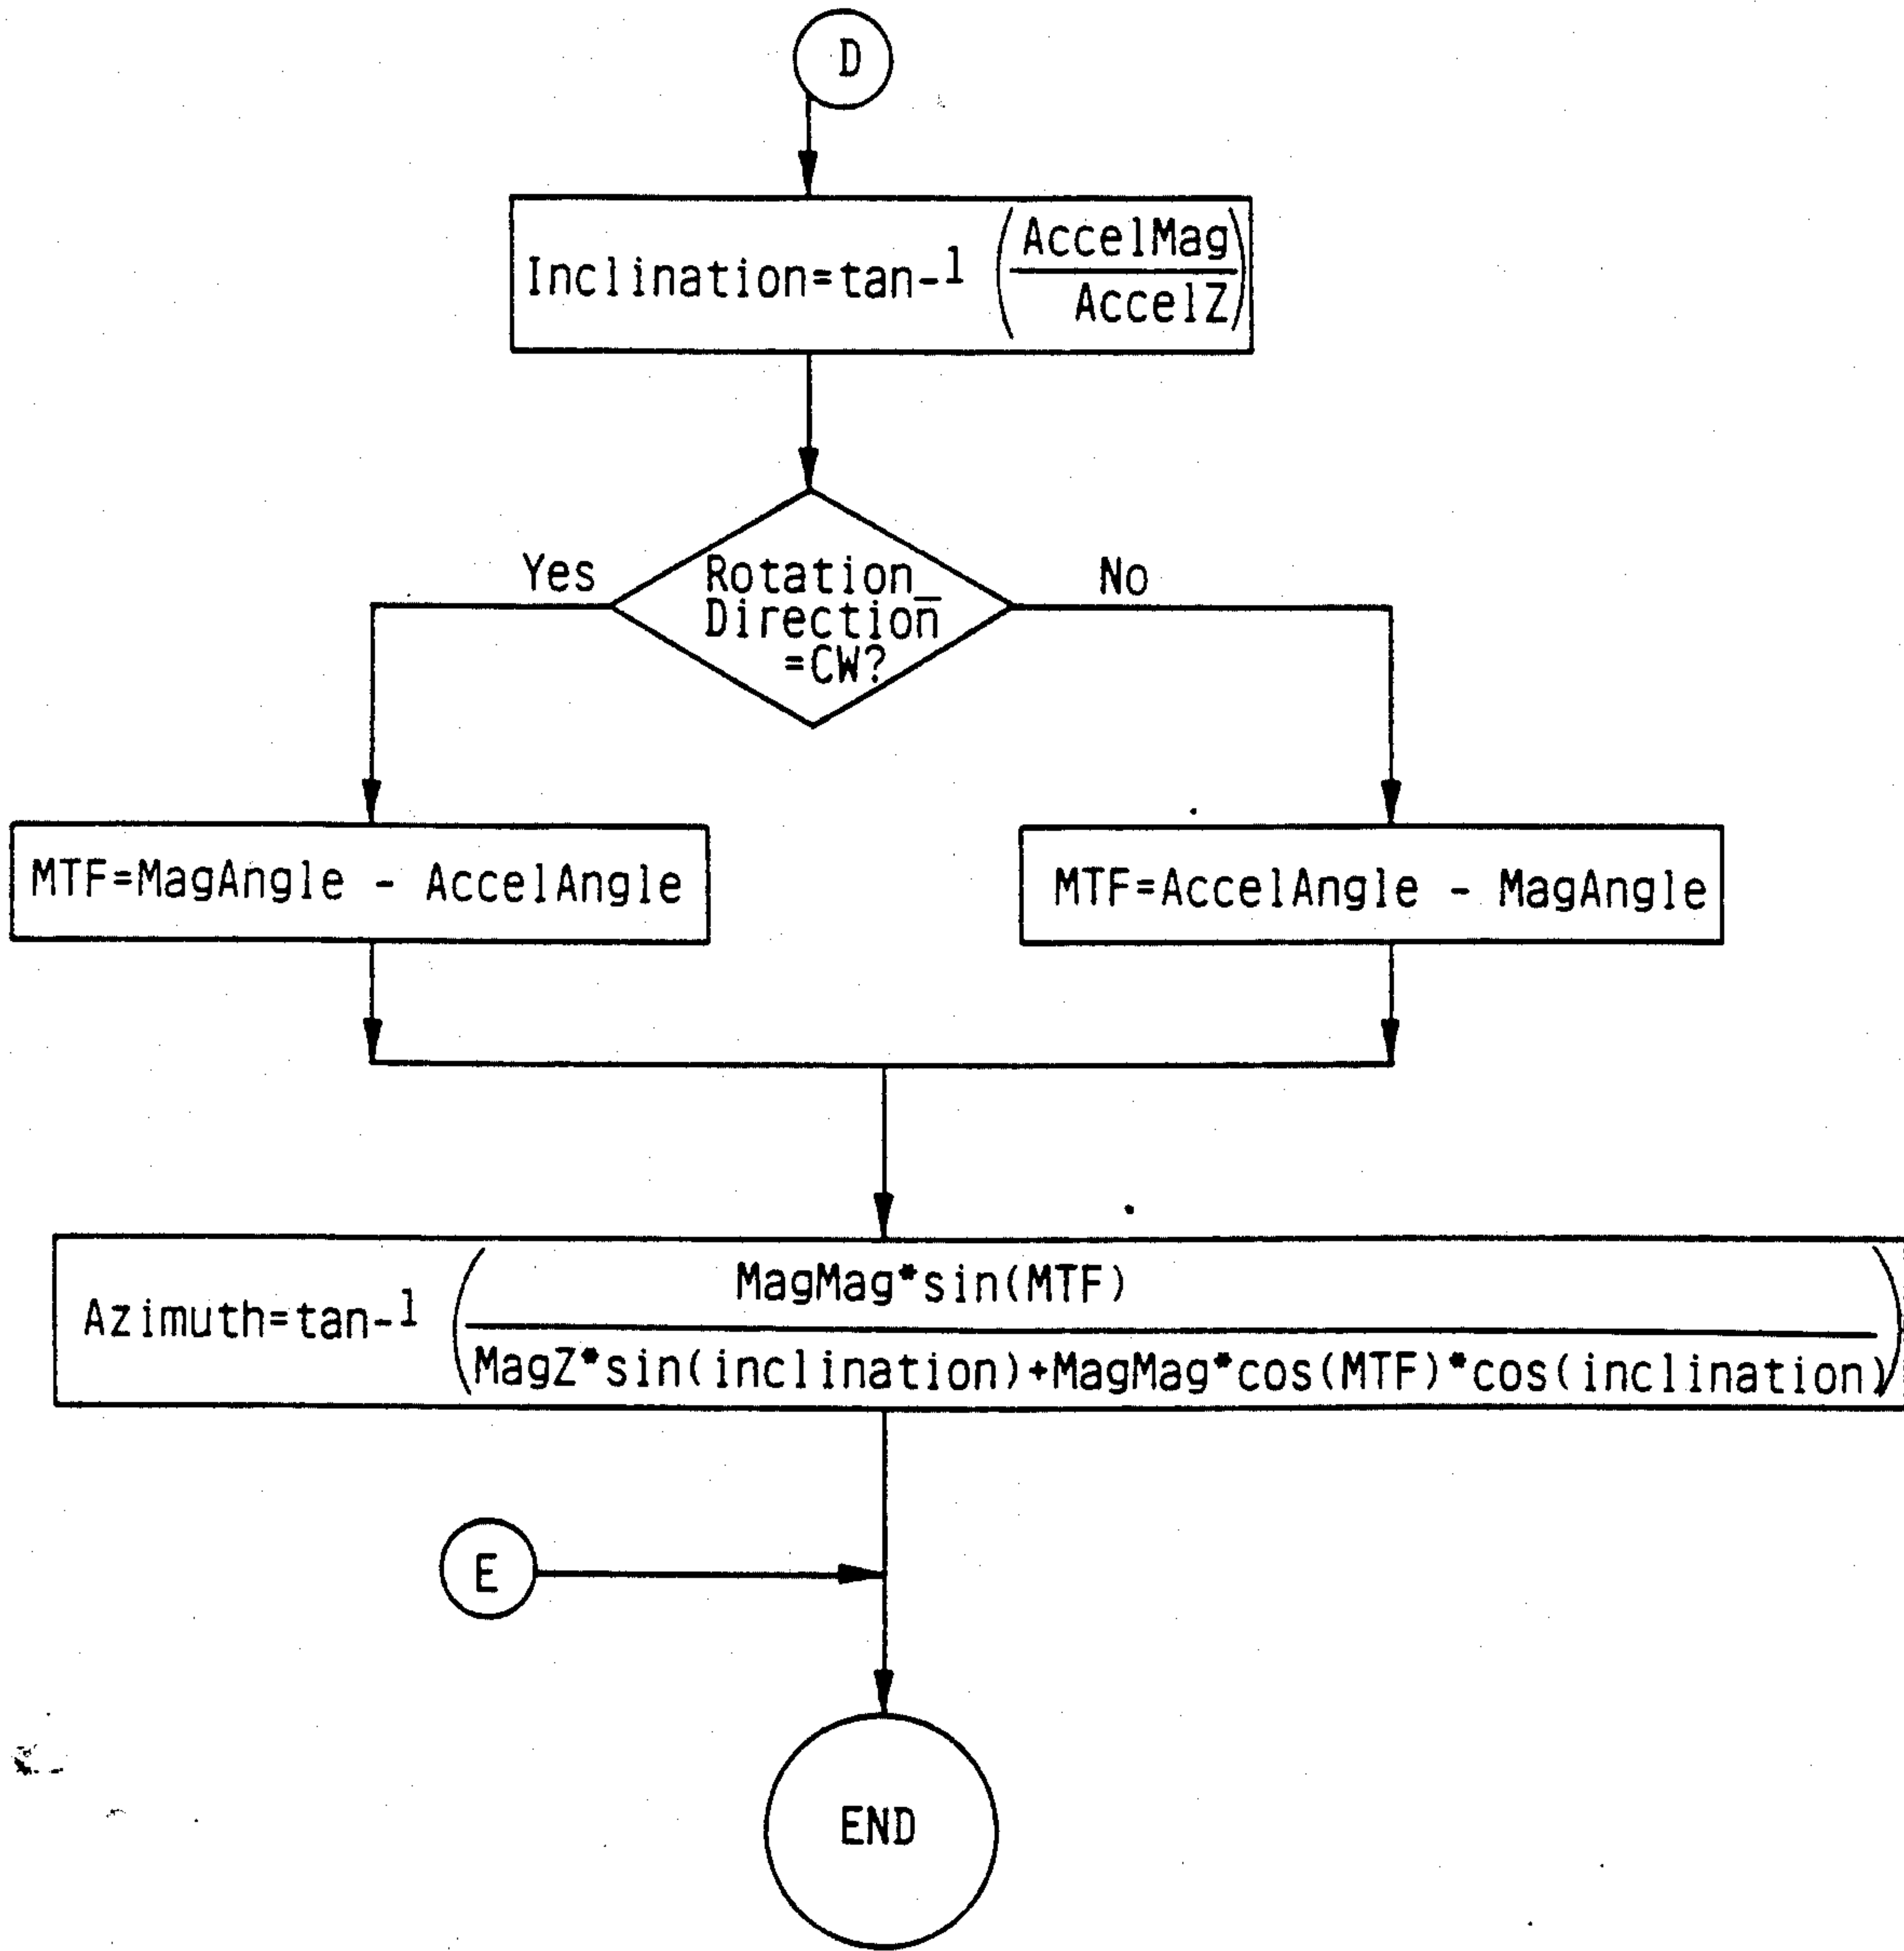 D
Inclination=tan-1 (AccelMag
AccelZ)
Yes
Rotation_
Direction
=CW?
No
MTF=MagAngle - AccelAngle
MTF=AccelAngle - MagAngle
Azimuth=tan-1 (MagMag*sin(MTF)
MagZ*sin(inclination)+MagMag*cos(MTF)*cos(inclination))
E
END